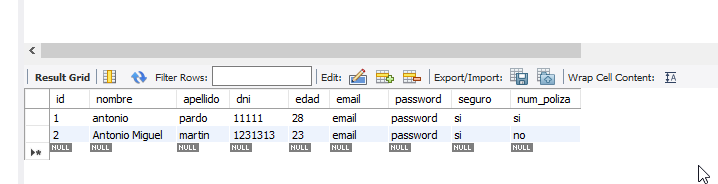 Result Grid Filter Rows: Edit: Export/Import: Wrap Cell Content:
id nombre apellido dni edad email password seguro num_poliza
1 antonio pardo 11111 28 email password si si
2 Antonio Miguel martin 1231313 23 email password si no
NULL NULL NULL NULL NULL NULL NULL NULL NULL